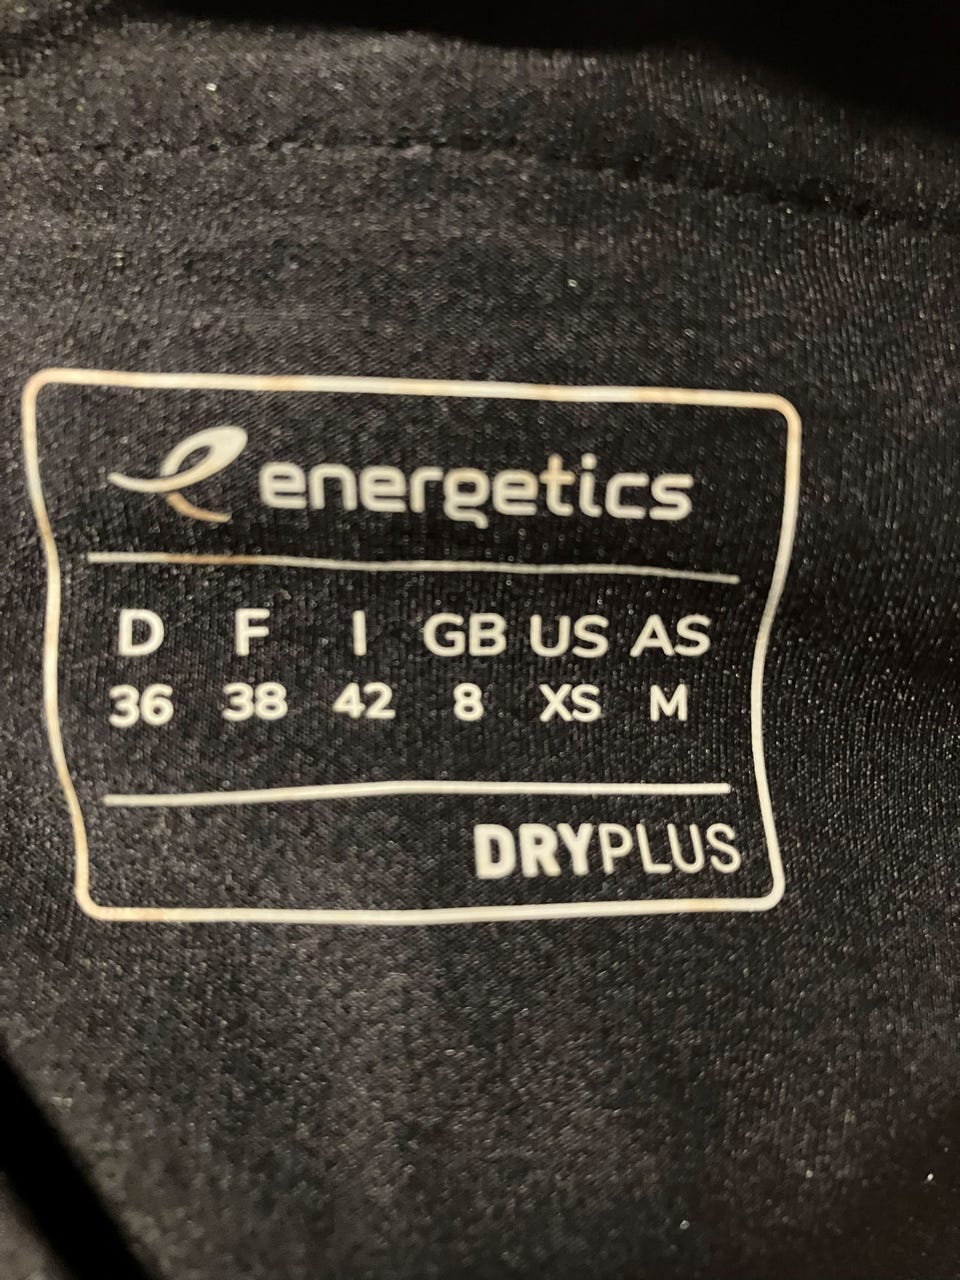 energetics
D F I GB US AS
36 38 42 8 XS M
DRYPLUS